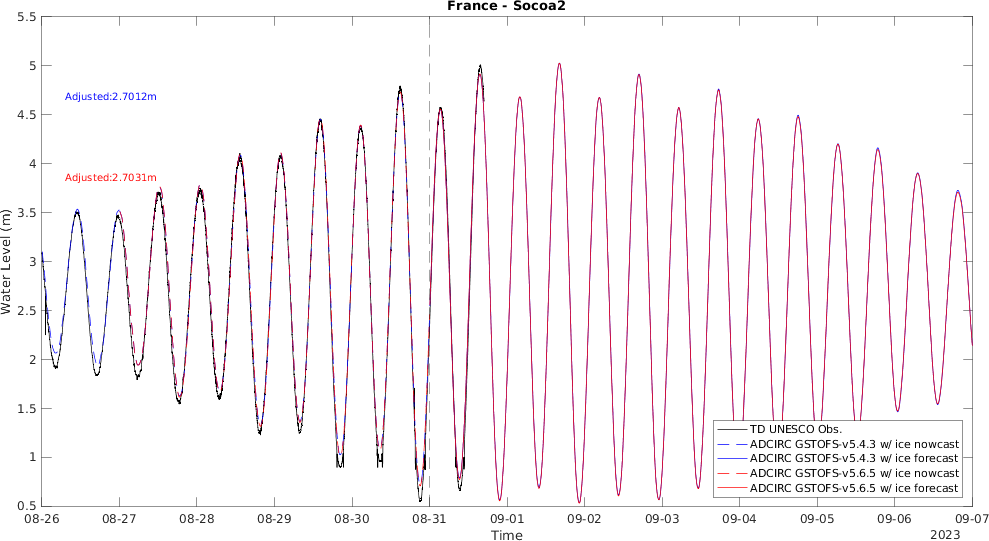 France - Socoa2
5.5
5
4.5
4
3.5
3
2.5
2
1.5
1
0.5
Water Level (m)
Adjusted:2.7012m
Adjusted:2.7031m
TD UNESCO Obs.
ADCIRC GSTOFS-v5.4.3 w/ ice nowcast
ADCIRC GSTOFS-v5.4.3 w/ ice forecast
ADCIRC GSTOFS-v5.6.5 w/ ice nowcast
ADCIRC GSTOFS-v5.6.5 w/ ice forecast
08-26 08-27 08-28 08-29 08-30 08-31 09-01 09-02 09-03 09-04 09-05 09-06 09-07
Time
2023